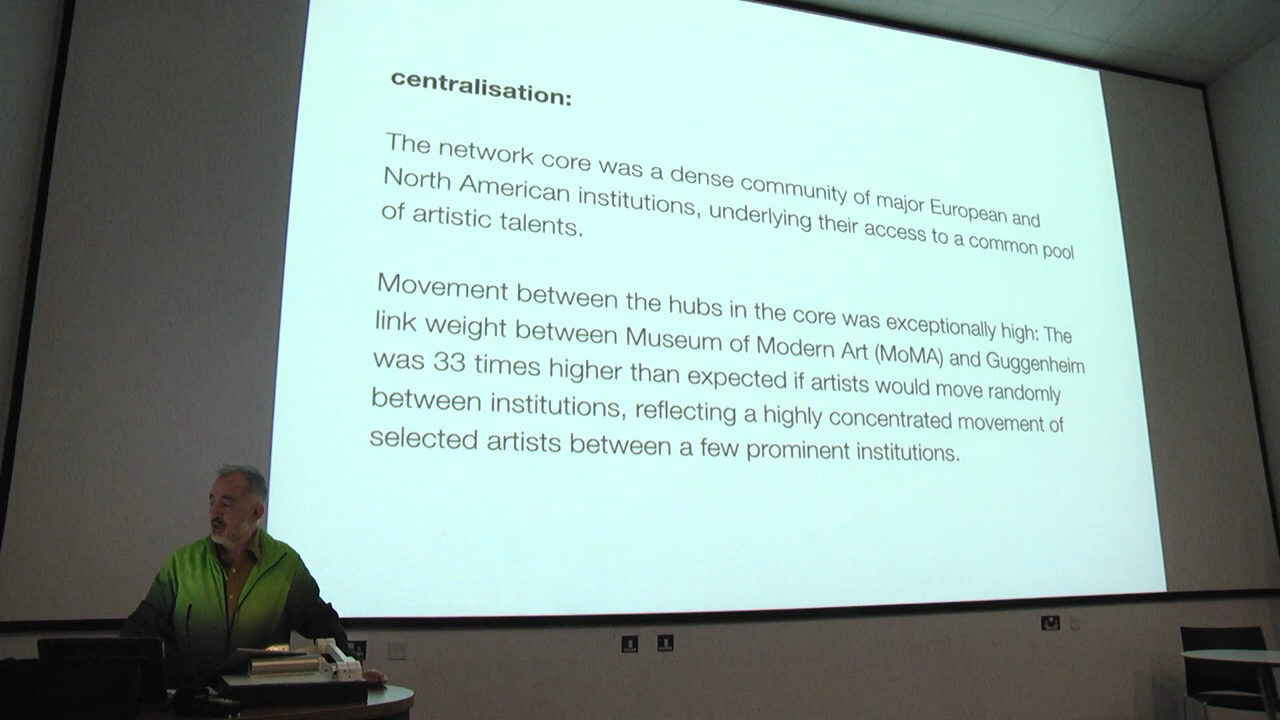 centralisation:
The network core was a dense community of major European and
North American institutions, underlying their access to a common pool
of artistic talents.
Movement between the hubs in the core was exceptionally high: The
link weight between Museum of Modern Art (MoMA) and Guggenheim
was 33 times higher than expected if artists would move randomly
between institutions, reflecting a highly concentrated movement of
selected artists between a few prominent institutions.